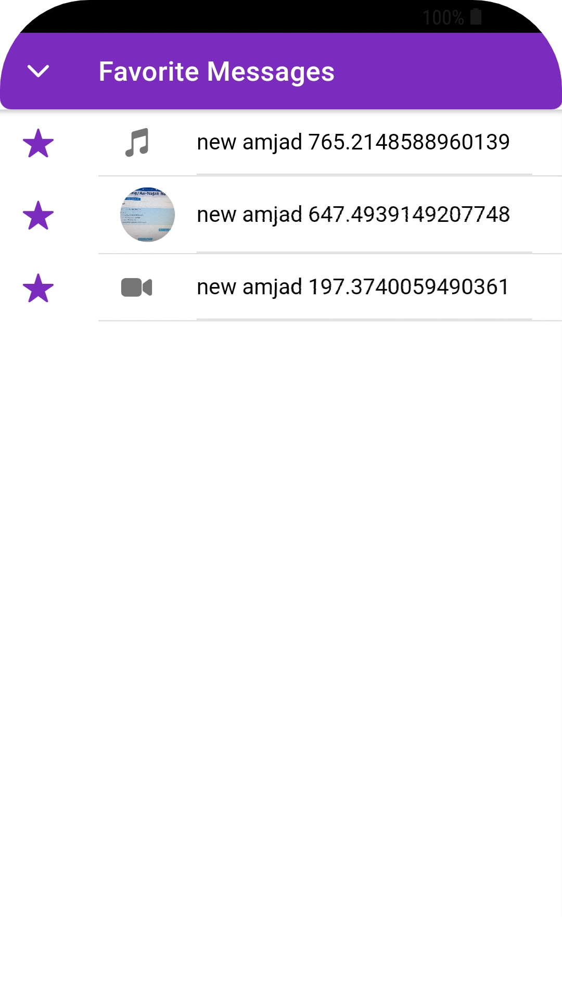 100%
Favorite Messages
new amjad 765.2148588960139
new amjad 647.4939149207748
new amjad 197.3740059490361